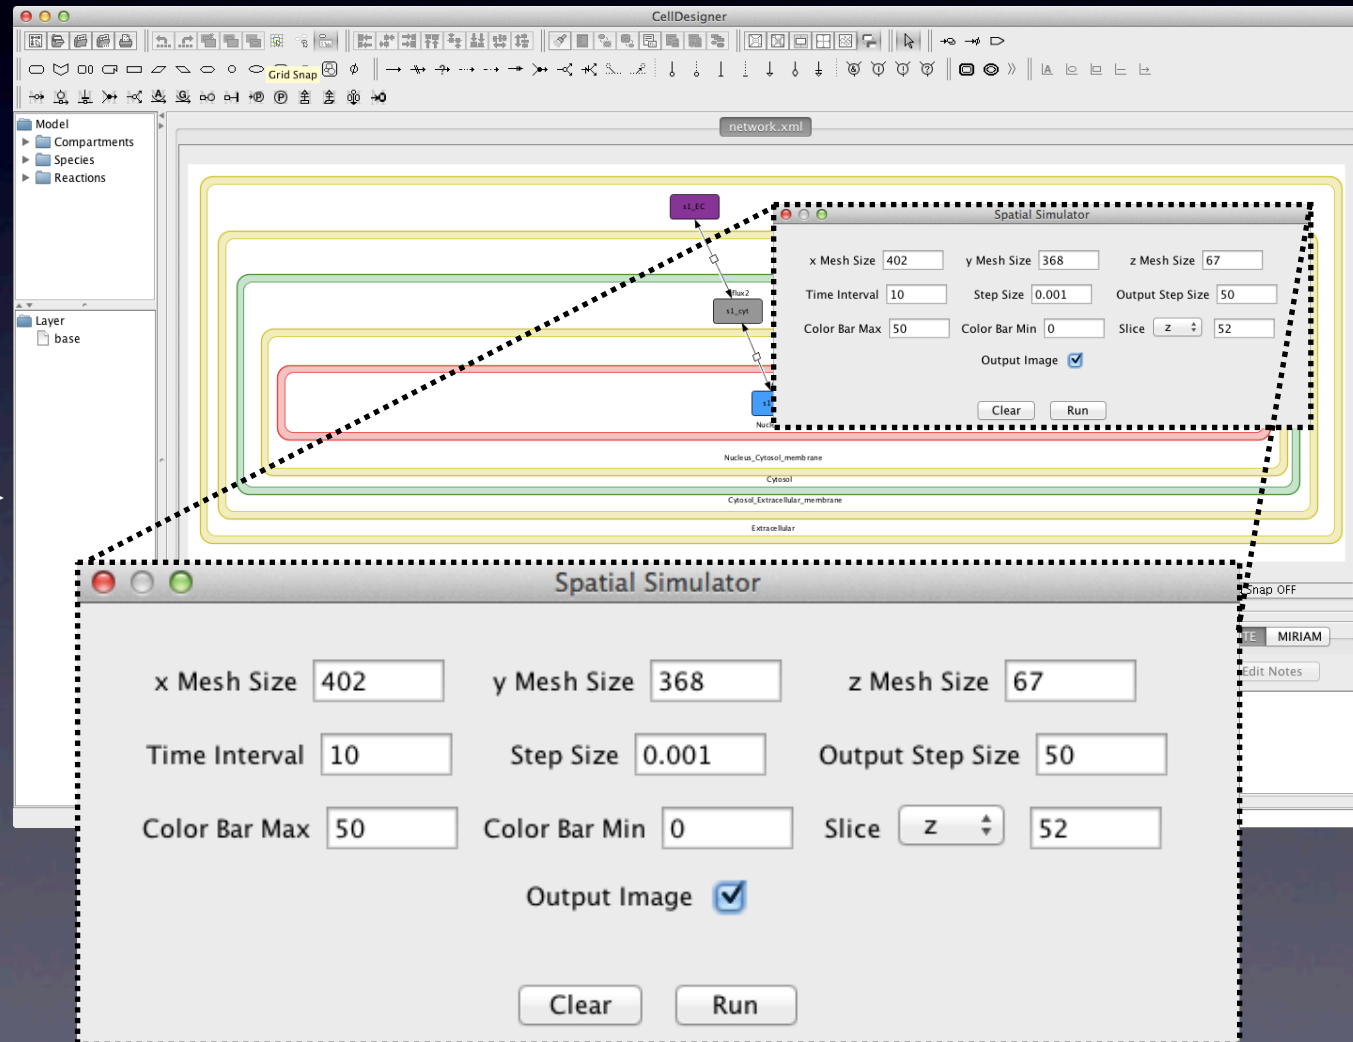 CellDesigner
Grid Snap
Model
Compartments
Species
Reactions
Layer
base
network.xml
s1_EC
flux2
s1_cyt
s1
Nucleus_Cytosol_membrane
Cytosol
Cytosol_Extracellular_membrane
Extracellular
Spatial Simulator
x Mesh Size 402 y Mesh Size 368 z Mesh Size 67
Time Interval 10 Step Size 0.001 Output Step Size 50
Color Bar Max 50 Color Bar Min 0 Slice z 52
Output Image
Clear Run
Snap OFF
TE MIRIAM
Edit Notes
Spatial Simulator
x Mesh Size 402 y Mesh Size 368 z Mesh Size 67
Time Interval 10 Step Size 0.001 Output Step Size 50
Color Bar Max 50 Color Bar Min 0 Slice z 52
Output Image
Clear Run